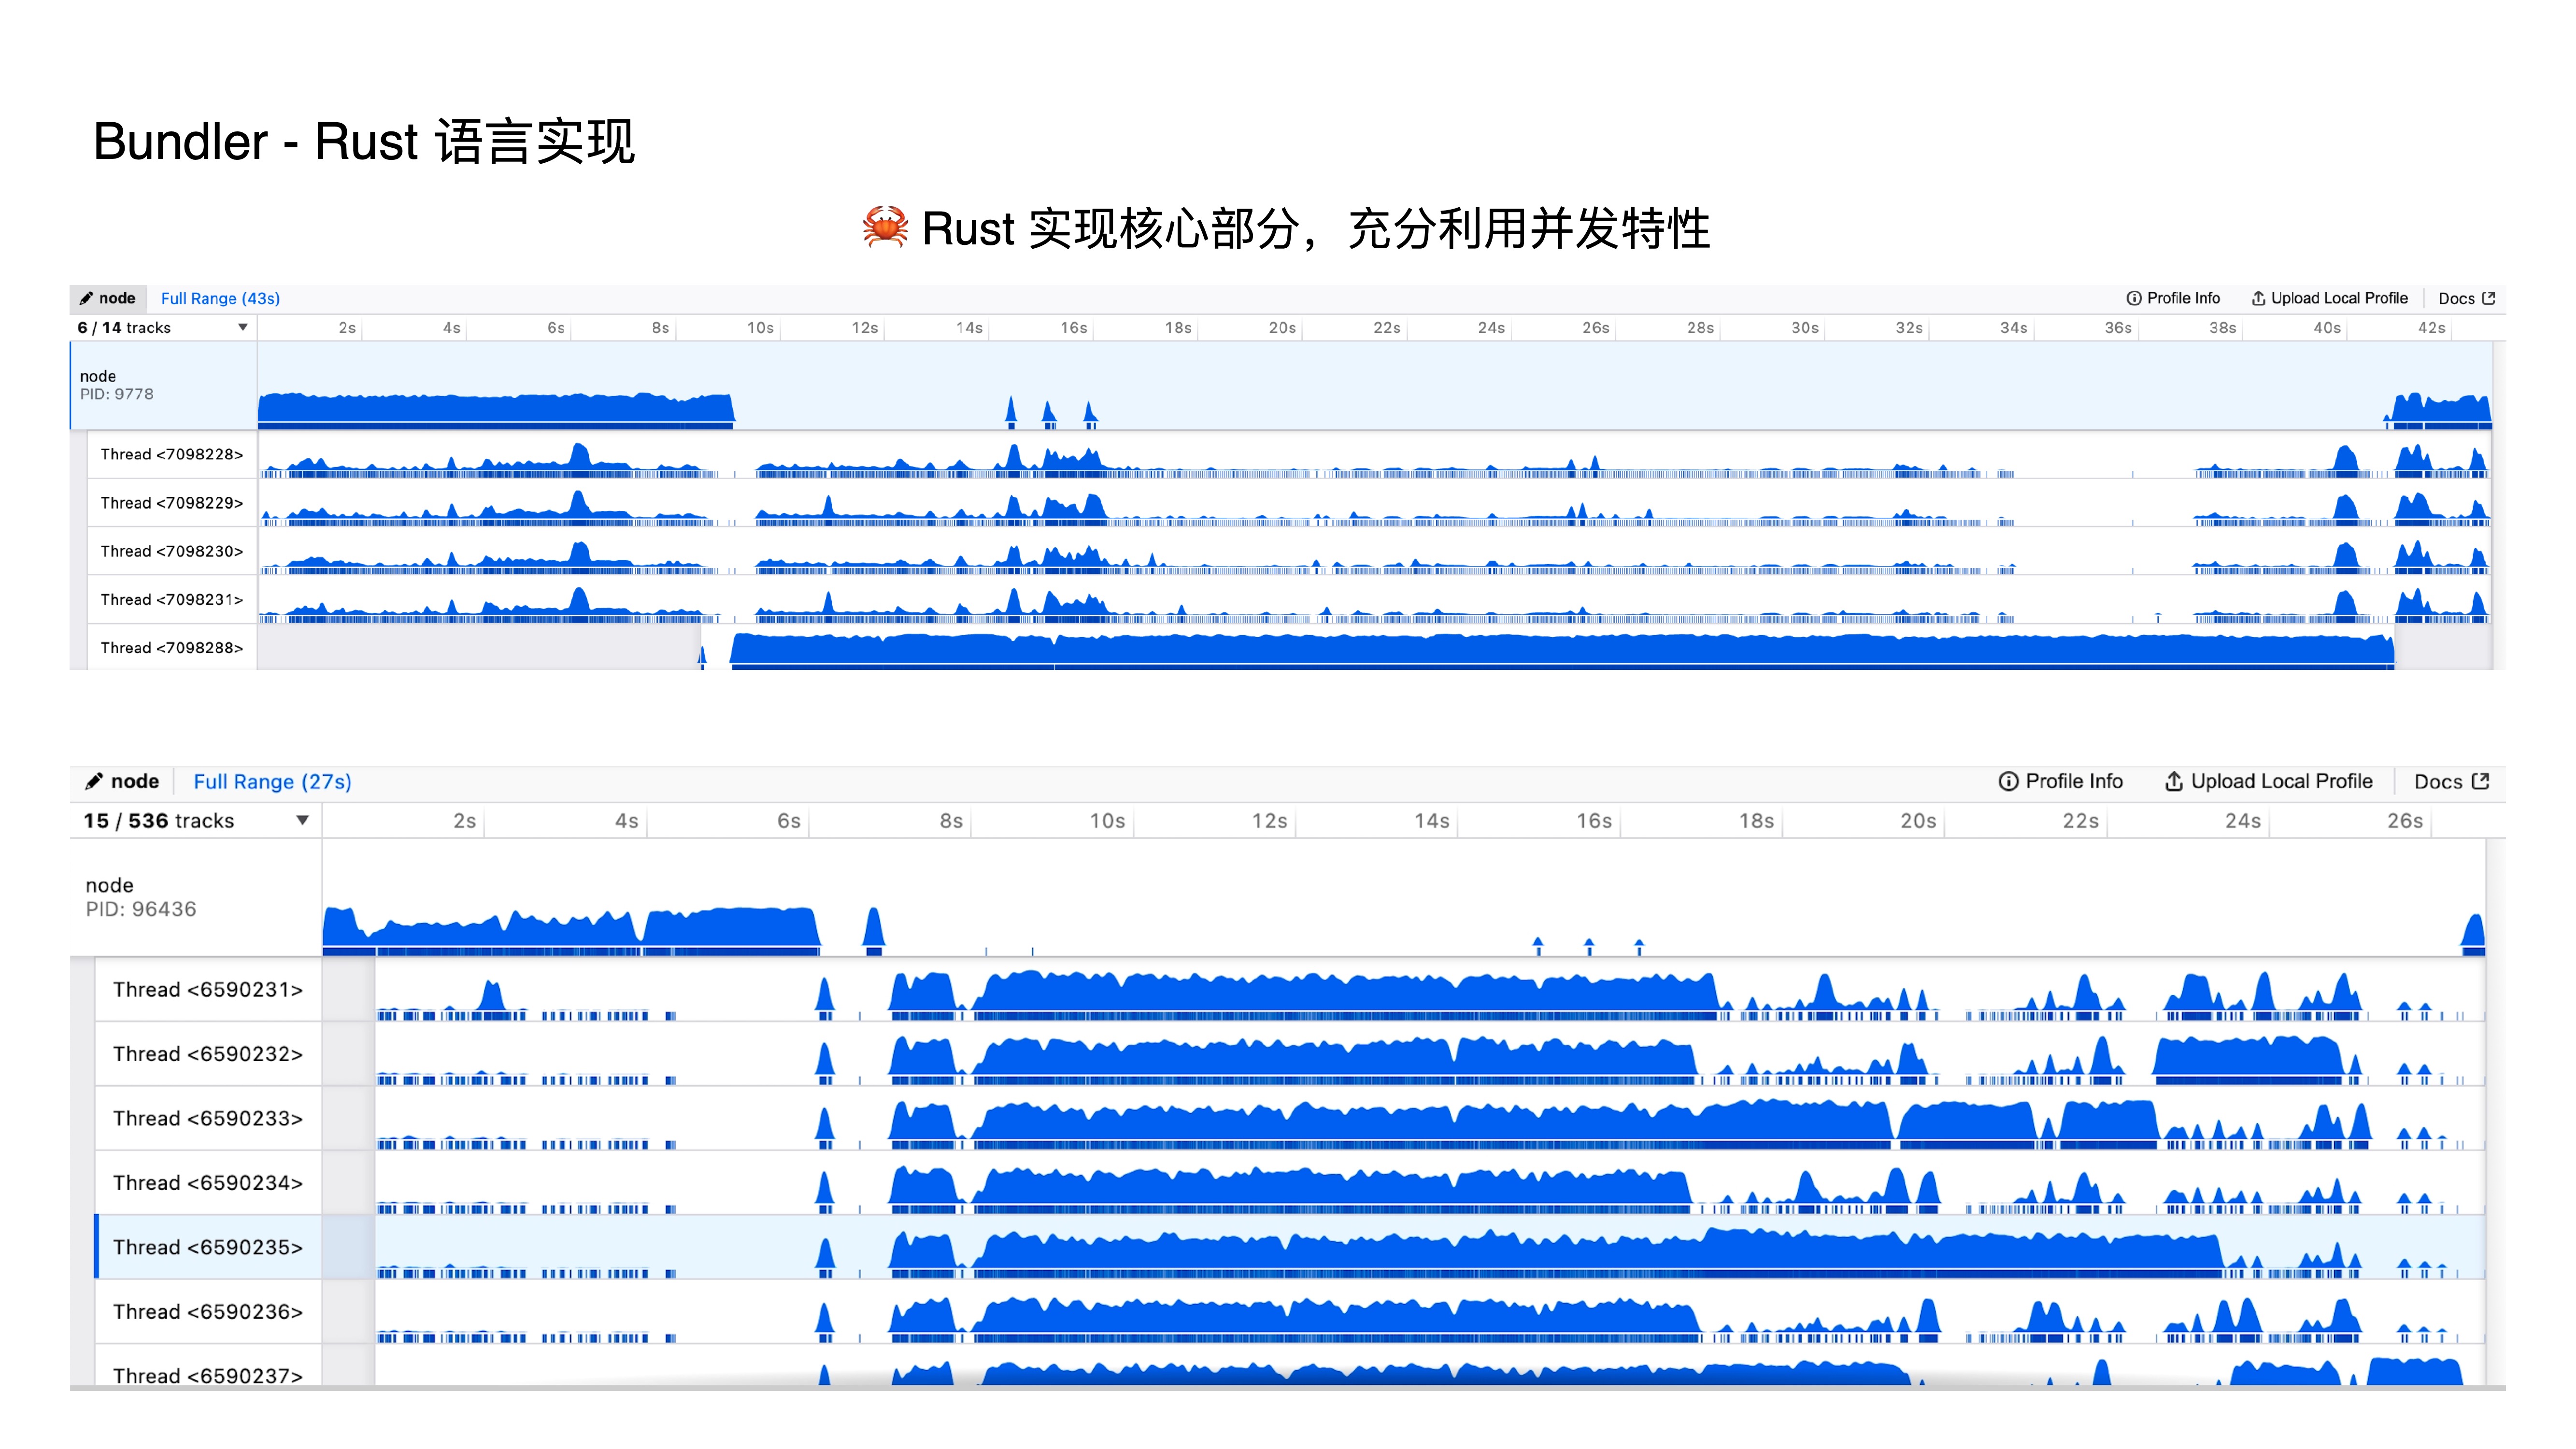 Bundler - Rust 语言实现
🦀 Rust 实现核心部分，充分利用并发特性
node Full Range (43s) Profile Info Upload Local Profile Docs
6 / 14 tracks 2s 4s 6s 8s 10s 12s 14s 16s 18s 20s 22s 24s 26s 28s 30s 32s 34s 36s 38s 40s 42s
node
PID: 9778
Thread <7098228>
Thread <7098229>
Thread <7098230>
Thread <7098231>
Thread <7098288>
node Full Range (27s) Profile Info Upload Local Profile Docs
15 / 536 tracks 2s 4s 6s 8s 10s 12s 14s 16s 18s 20s 22s 24s 26s
node
PID: 96436
Thread <6590231>
Thread <6590232>
Thread <6590233>
Thread <6590234>
Thread <6590235>
Thread <6590236>
Thread <6590237>